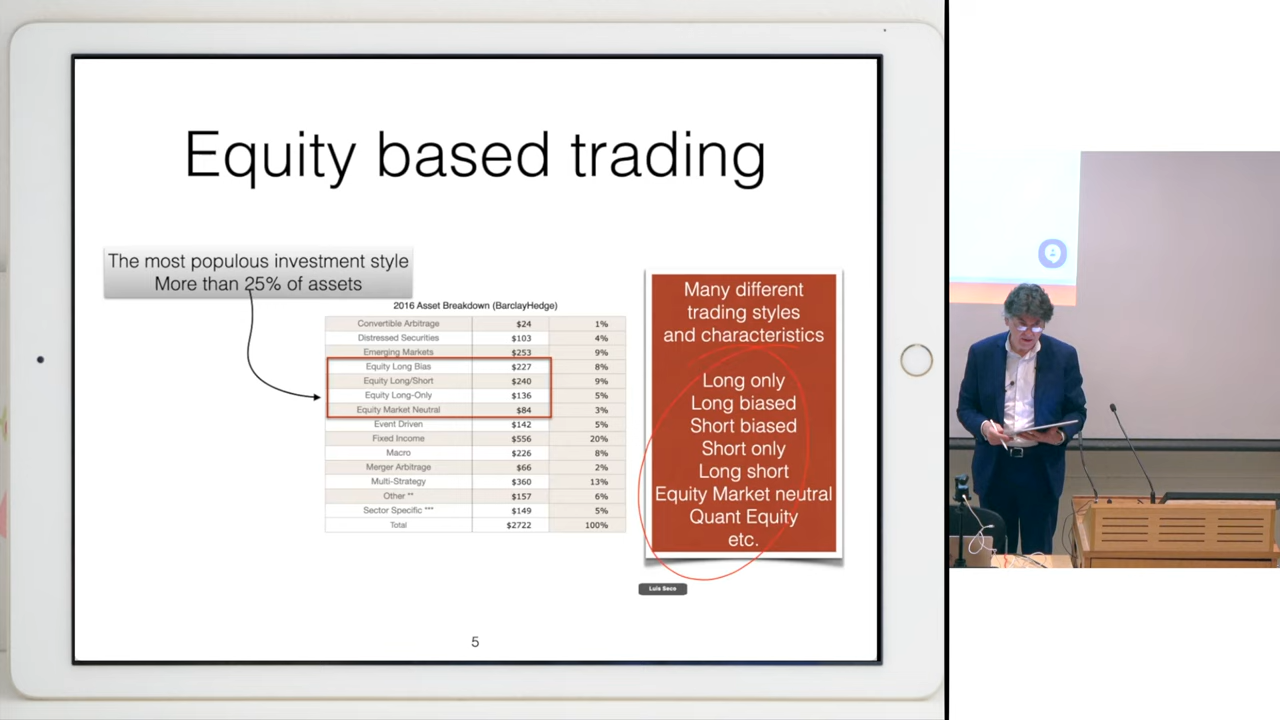 Equity based trading
The most populous investment style
More than 25% of assets
2016 Asset Breakdown (BarclayHedge)
Convertible Arbitrage $24 1%
Distressed Securities $103 4%
Emerging Markets $253 9%
Equity Long Bias $227 8%
Equity Long/Short $240 9%
Equity Long-Only $136 5%
Equity Market Neutral $84 3%
Event Driven $142 5%
Fixed Income $556 20%
Macro $226 8%
Merger Arbitrage $66 2%
Multi-Strategy $360 13%
Other ** $157 6%
Sector Specific *** $149 5%
Total $2722 100%
Many different
trading styles
and characteristics
Long only
Long biased
Short biased
Short only
Long short
Equity Market neutral
Quant Equity
etc.
Luis Seco
5